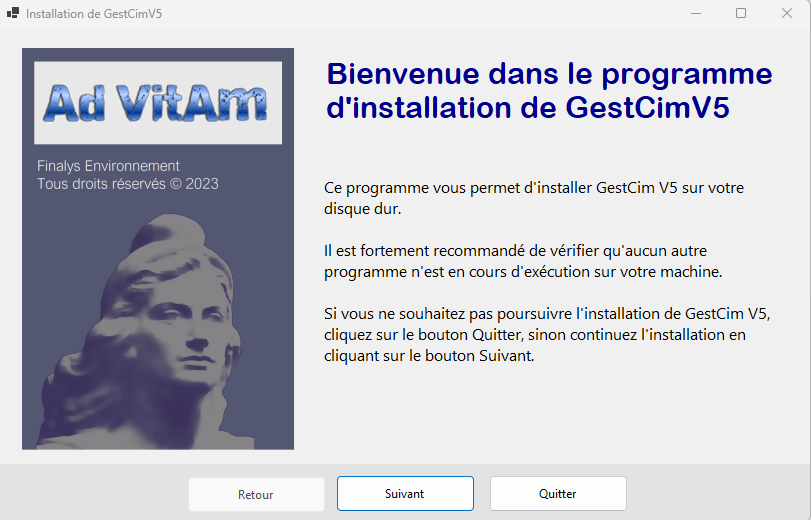 Installation de GestCimV5
Ad VitAm
Finalys Environnement
Tous droits réservés © 2023
Bienvenue dans le programme
d'installation de GestCimV5
Ce programme vous permet d'installer GestCim V5 sur votre
disque dur.
Il est fortement recommandé de vérifier qu'aucun autre
programme n'est en cours d'exécution sur votre machine.
Si vous ne souhaitez pas poursuivre l'installation de GestCim V5,
cliquez sur le bouton Quitter, sinon continuez l'installation en
cliquant sur le bouton Suivant.
Retour
Suivant
Quitter